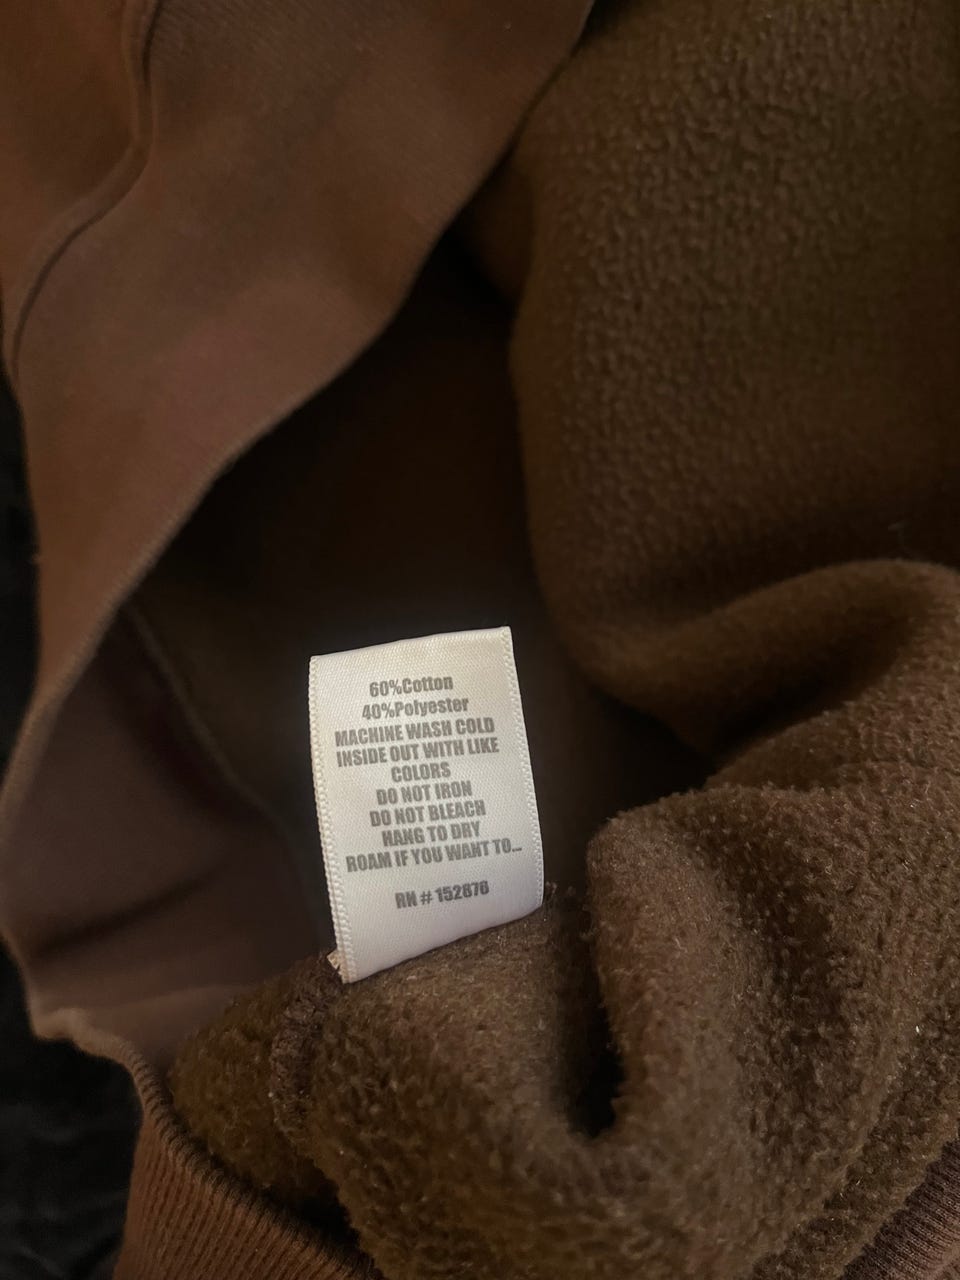 60%Cotton
40%Polyester
MACHINE WASH COLD
INSIDE OUT WITH LIKE
COLORS
DO NOT IRON
DO NOT BLEACH
HANG TO DRY
ROAM IF YOU WANT TO...
RN # 152876